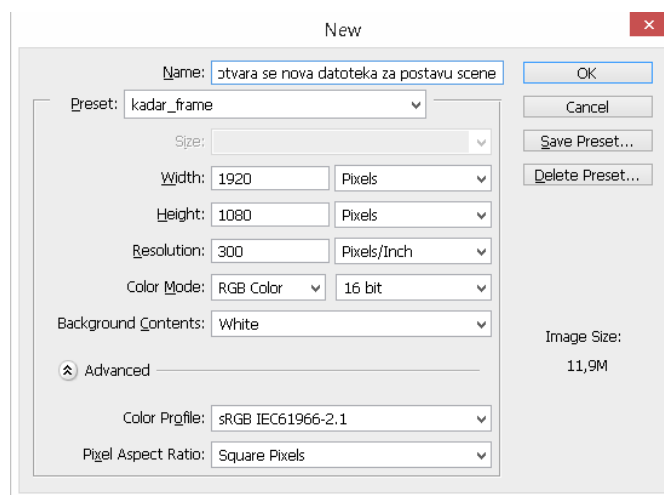 New
Name: otvara se nova datoteka za postavu scene
OK
Preset: kadar_frame
Cancel
Size:
Save Preset...
Width: 1920 Pixels
Delete Preset...
Height: 1080 Pixels
Resolution: 300 Pixels/Inch
Color Mode: RGB Color 16 bit
Background Contents: White
Image Size:
11,9M
Advanced
Color Profile: sRGB IEC61966-2.1
Pixel Aspect Ratio: Square Pixels